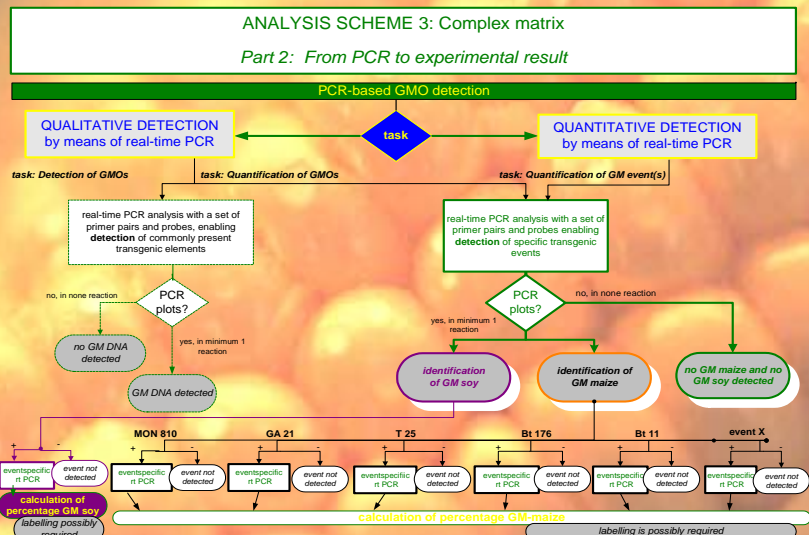 ANALYSIS SCHEME 3: Complex matrix
Part 2: From PCR to experimental result
PCR-based GMO detection
QUALITATIVE DETECTION
by means of real-time PCR
task
QUANTITATIVE DETECTION
by means of real-time PCR
task: Detection of GMOs
task: Quantification of GMOs
task: Quantification of GM event(s)
real-time PCR analysis with a set of
primer pairs and probes, enabling
detection of commonly present
transgenic elements
real-time PCR analysis with a set of
primer pairs and probes enabling
detection of specific transgenic
events
no, in none reaction
PCR
plots?
yes, in minimum 1
reaction
no GM DNA
detected
GM DNA detected
PCR
plots?
no, in none reaction
yes, in minimum 1
reaction
identification
of GM soy
identification of
GM maize
no GM maize and no
GM soy detected
MON 810
GA 21
T 25
Bt 176
Bt 11
event X
+ -
+ -
+ -
+ -
+ -
+ -
+ -
eventspecific
rt PCR
event not
detected
eventspecific
rt PCR
event not
detected
eventspecific
rt PCR
event not
detected
eventspecific
rt PCR
event not
detected
eventspecific
rt PCR
event not
detected
eventspecific
rt PCR
event not
detected
eventspecific
rt PCR
event not
detected
calculation of
percentage GM soy
labelling possibly
required
calculation of percentage GM-maize
labelling is possibly required